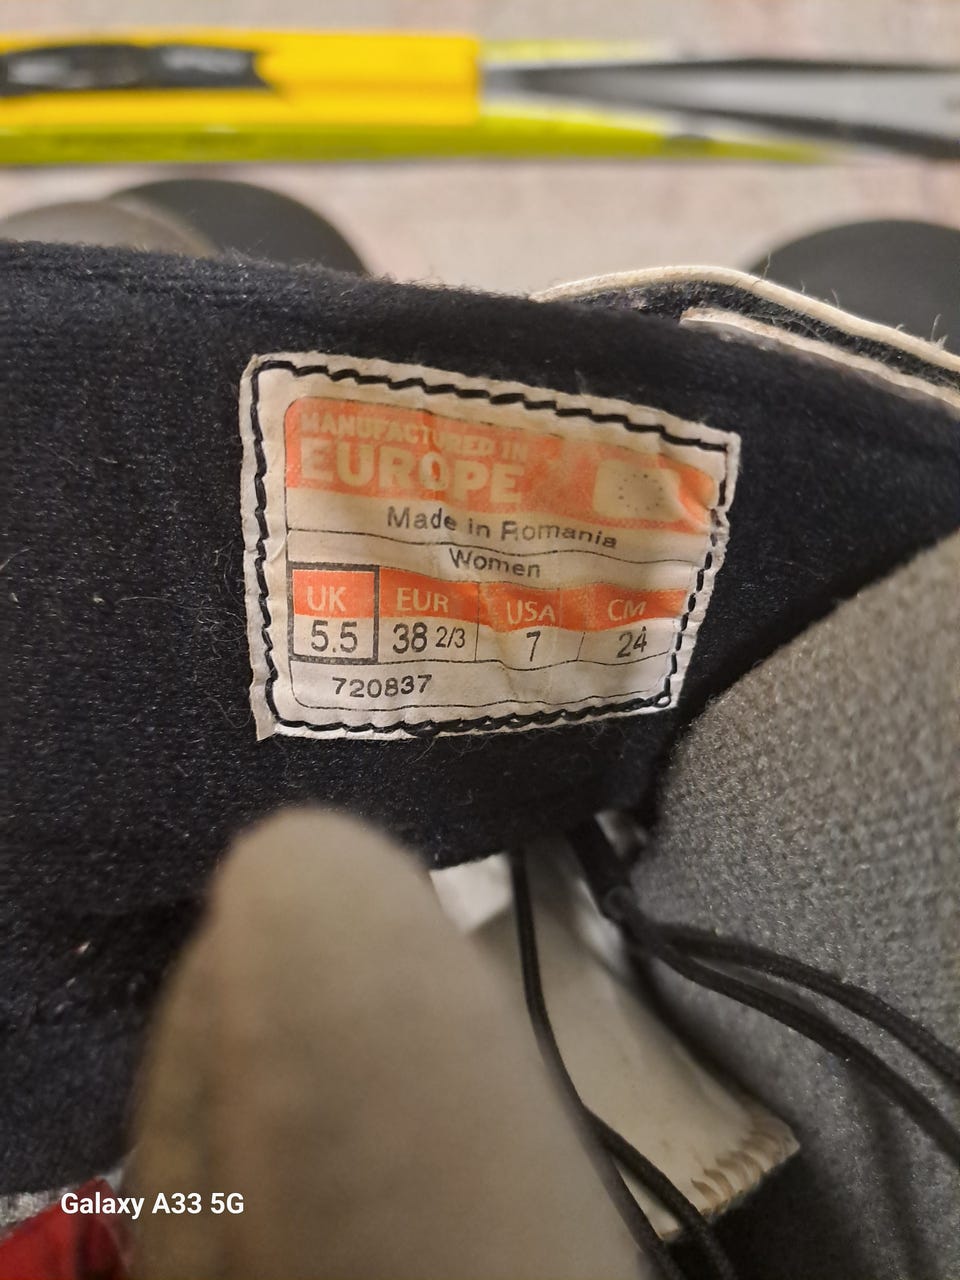 MANUFACTURED IN
EUROPE
Made in Romania
Women
UK EUR USA CM
5.5 38 2/3 7 24
720837
Galaxy A33 5G